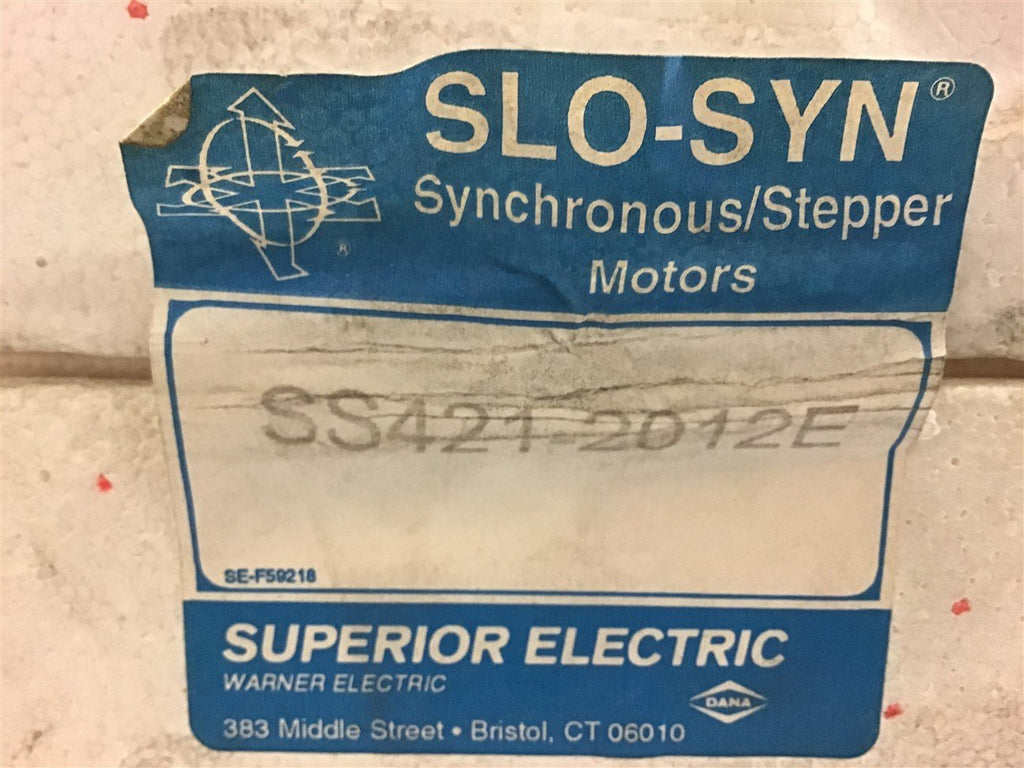 SLO-SYN®
Synchronous/Stepper
Motors
®
SS421-2012E
SE-F59218
SUPERIOR ELECTRIC
WARNER ELECTRIC
DANA
383 Middle Street • Bristol, CT 06010